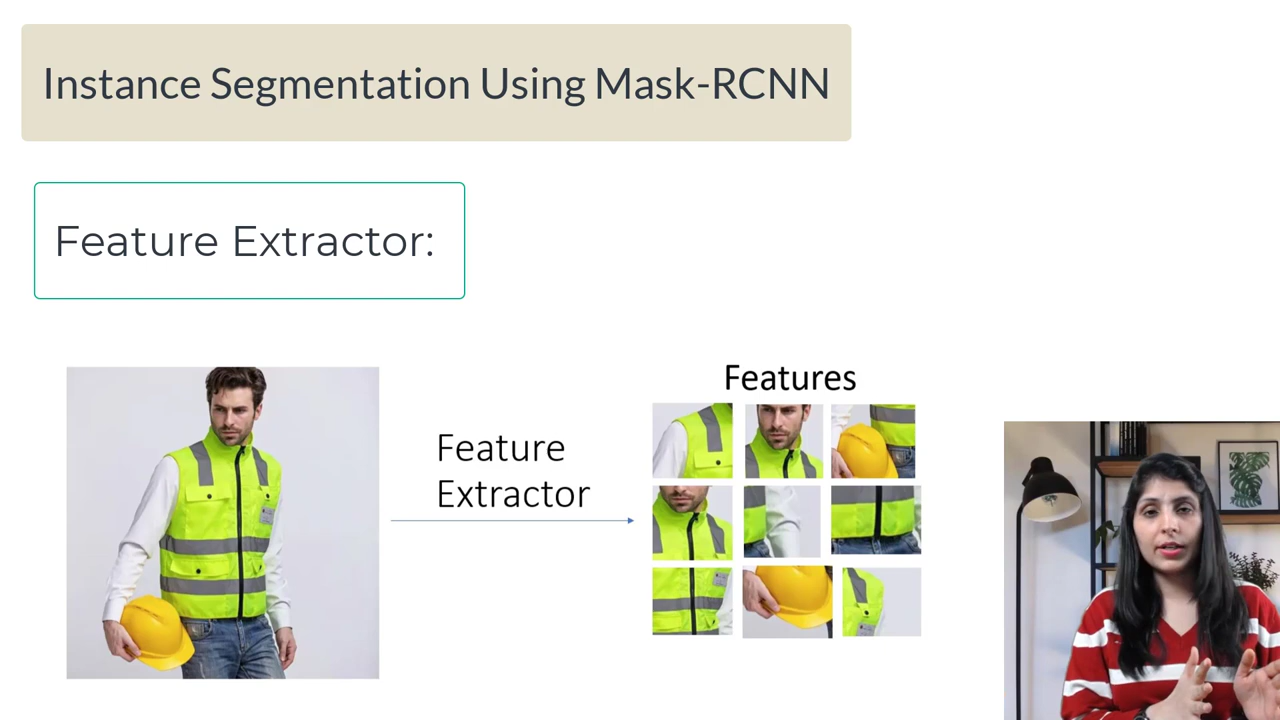 Instance Segmentation Using Mask-RCNN
Feature Extractor:
Feature
Extractor
Features